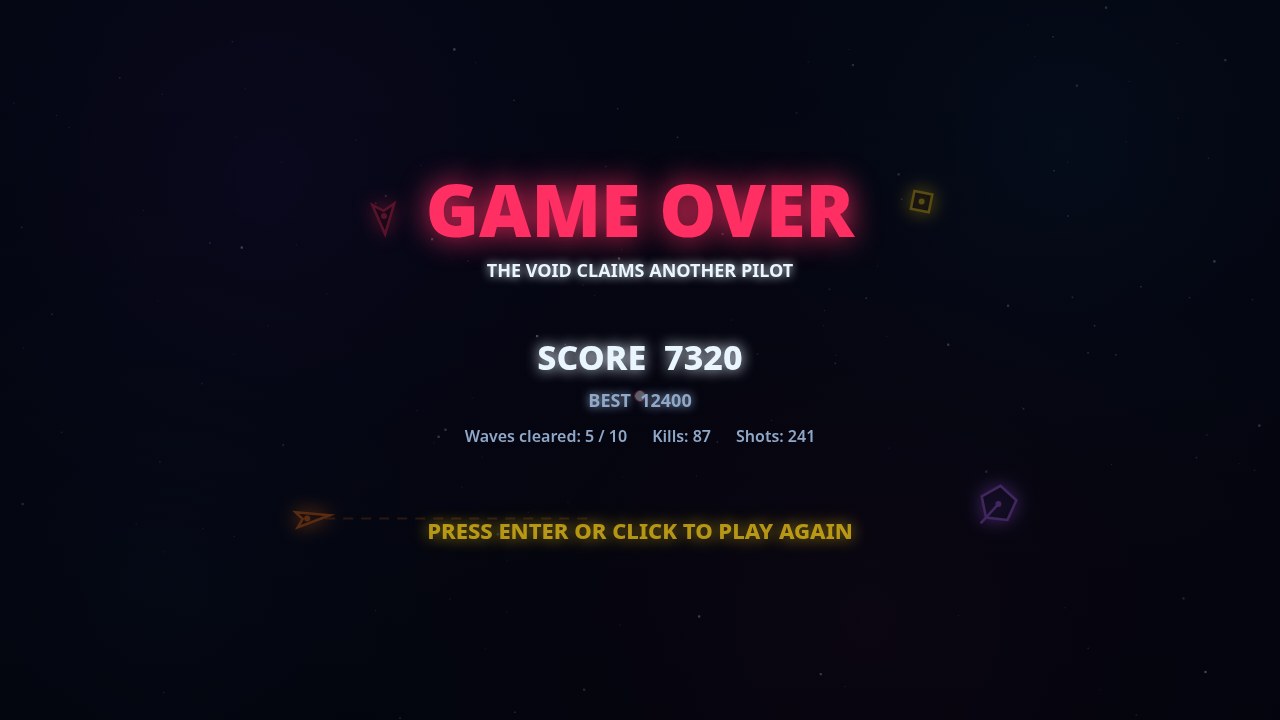 GAME OVER
THE VOID CLAIMS ANOTHER PILOT
SCORE 7320
BEST 12400
Waves cleared: 5 / 10 Kills: 87 Shots: 241
PRESS ENTER OR CLICK TO PLAY AGAIN